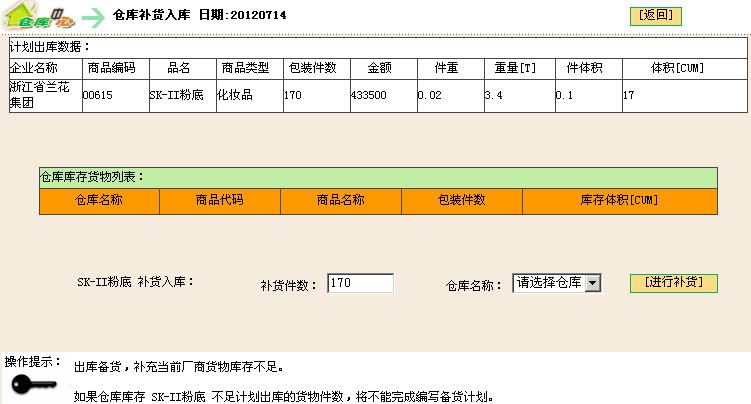 仓库中心 仓库补货入库 日期:20120714 [返回]
计划出库数据：
企业名称 商品编码 品名 商品类型 包装件数 金额 件重 重量[T] 件体积 体积[CUM]
浙江省兰花集团 00615 SK-II粉底 化妆品 170 433500 0.02 3.4 0.1 17
仓库库存货物列表：
仓库名称 商品代码 商品名称 包装件数 库存体积[CUM]
SK-II粉底 补货入库： 补货件数： 170 仓库名称： 请选择仓库 [进行补货]
操作提示： 出库备货，补充当前厂商货物库存不足。
如果仓库库存 SK-II粉底 不足计划出库的货物件数，将不能完成编写备货计划。